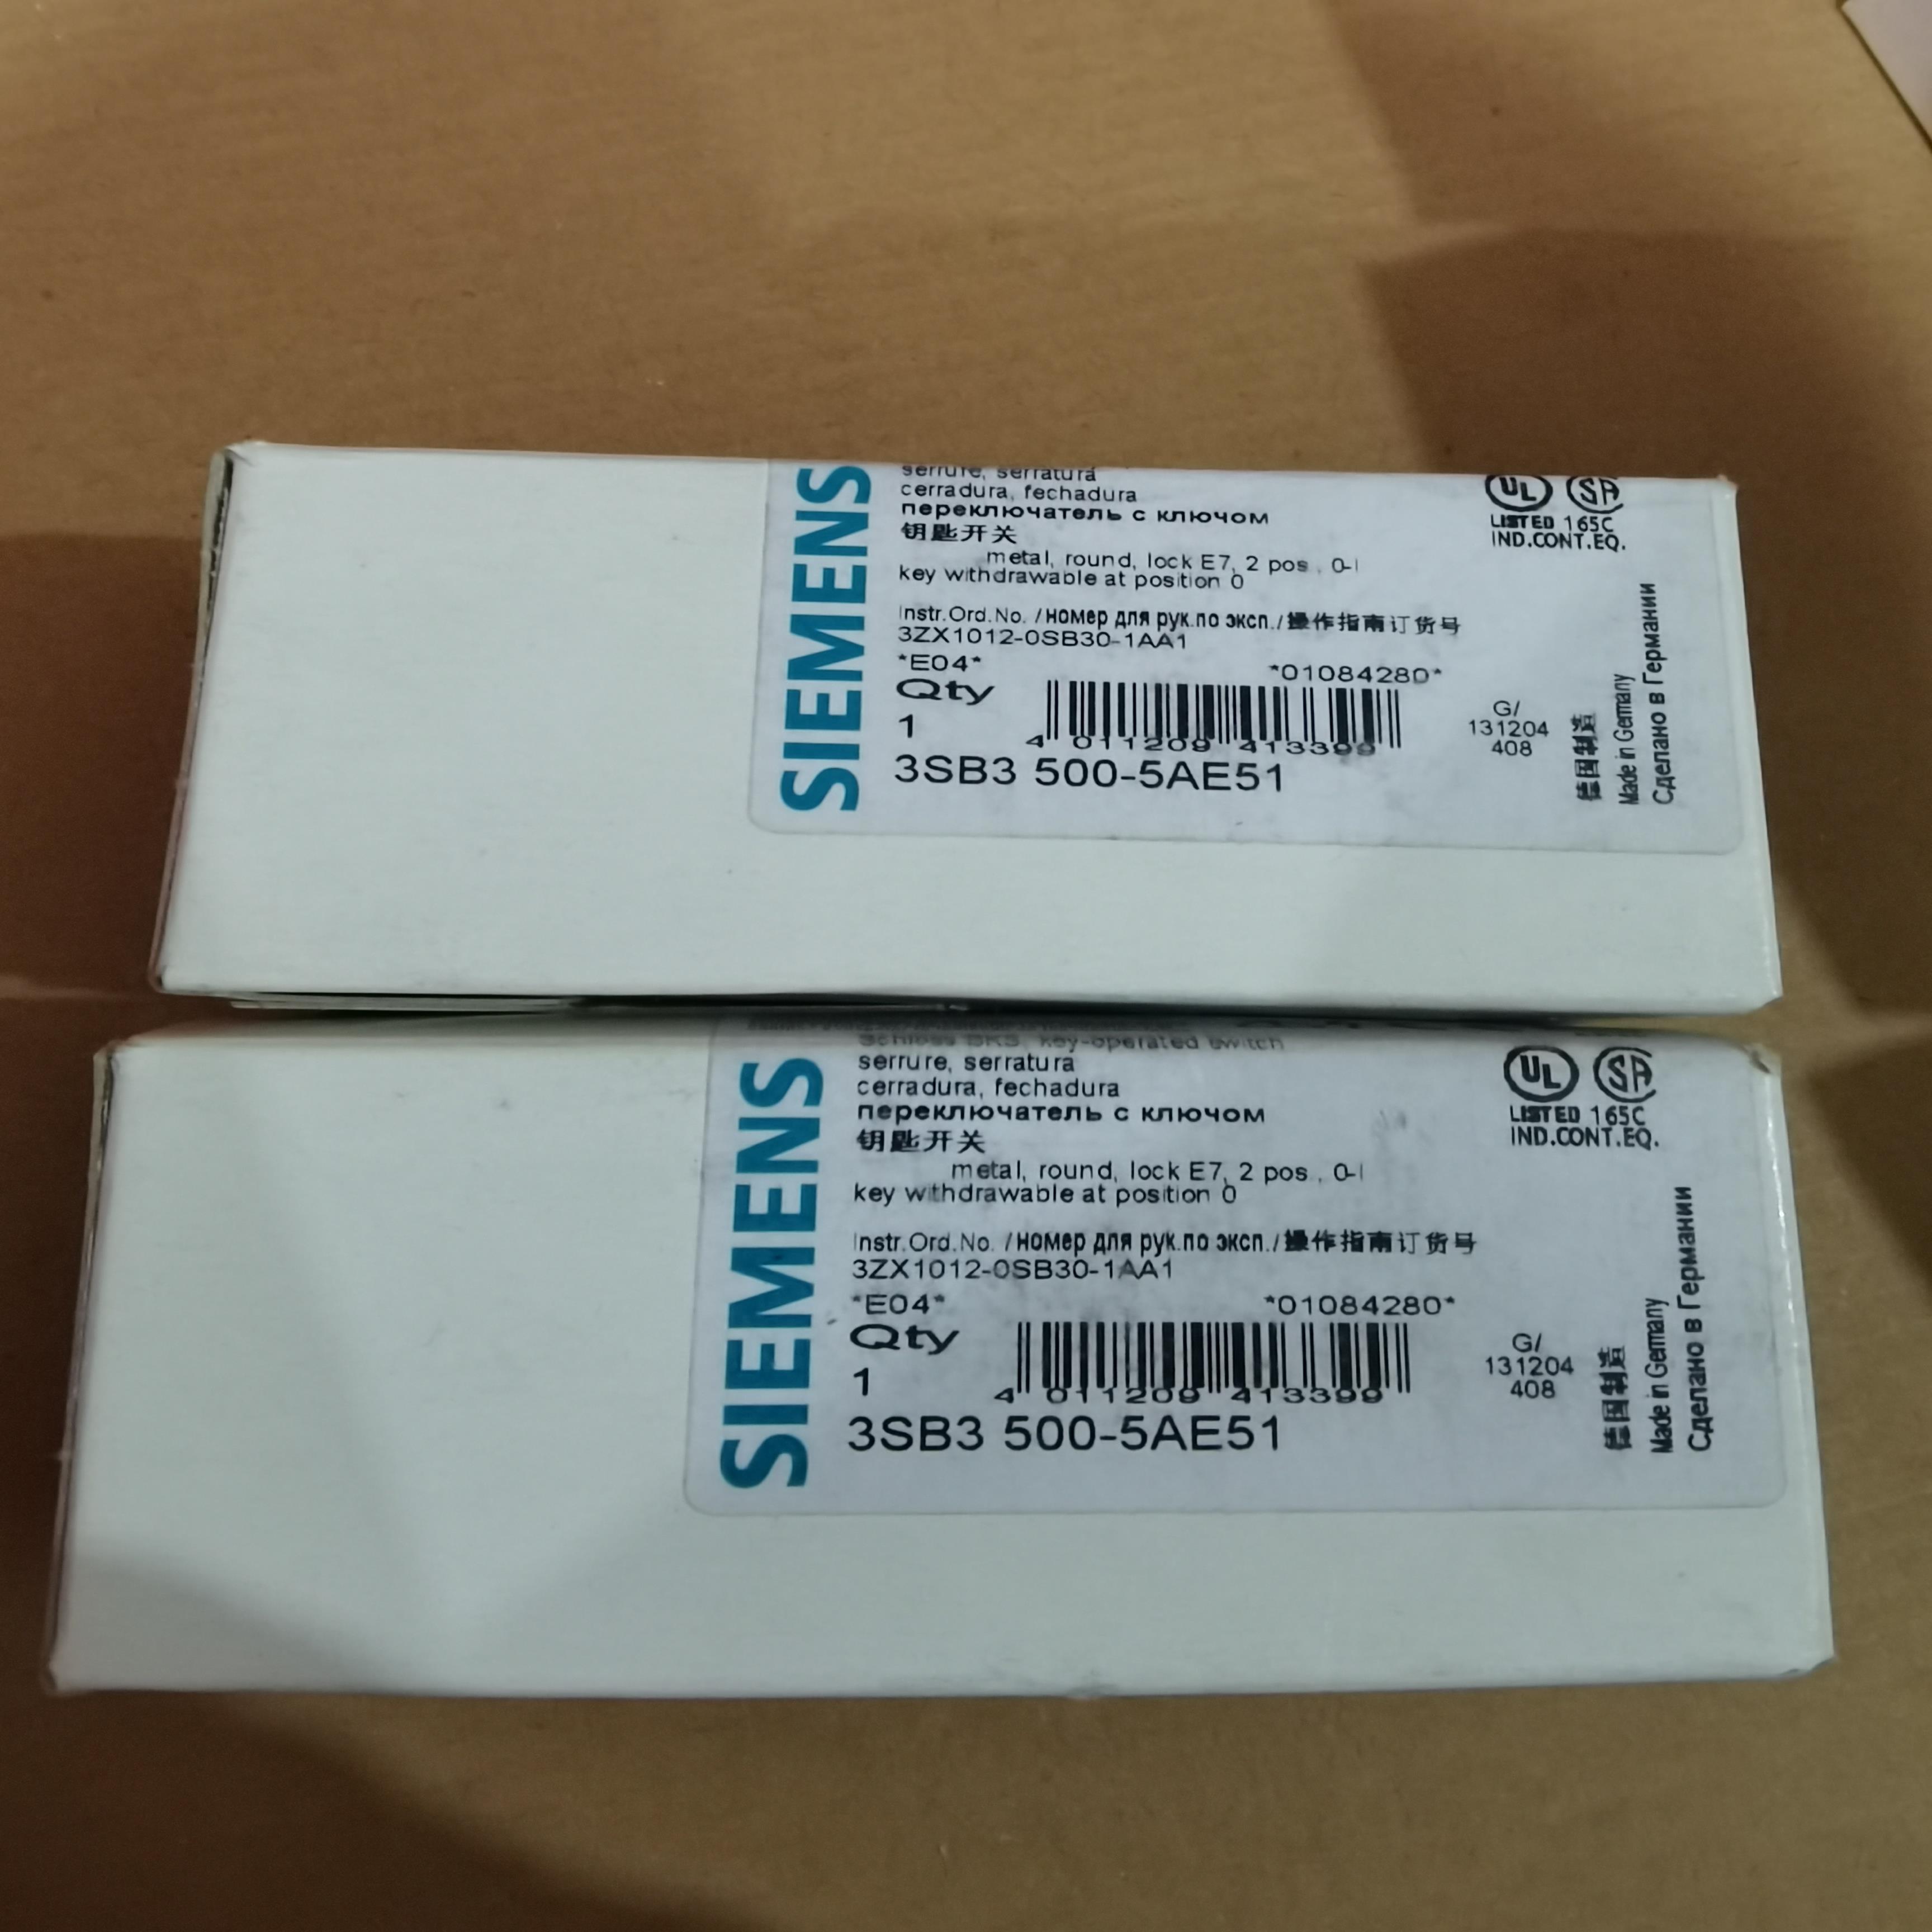 SIEMENS
serrure, serratura
cerradura, fechadura
переключатель с ключом
钥匙开关
metal, round, lock E7, 2 pos., 0-I
key withdrawable at position 0
Instr.Ord.No. /номер для рук.по эксп./操作指南订货号
3ZX1012-0SB30-1AA1
*E04* *01084280*
Qty
1
4 011209 413399
3SB3 500-5AE51
UL SA
LISTED 165C
IND.CONT.EQ.
G/
131204
408
德国制造
Made in Germany
Сделано в Германии
SIEMENS
Schloss BKS, key-operated switch
serrure, serratura
cerradura, fechadura
переключатель с ключом
钥匙开关
metal, round, lock E7, 2 pos., 0-I
key withdrawable at position 0
Instr.Ord.No. /номер для рук.по эксп./操作指南订货号
3ZX1012-0SB30-1AA1
*E04* *01084280*
Qty
1
4 011209 413399
3SB3 500-5AE51
UL SA
LISTED 165C
IND.CONT.EQ.
G/
131204
408
德国制造
Made in Germany
Сделано в Германии